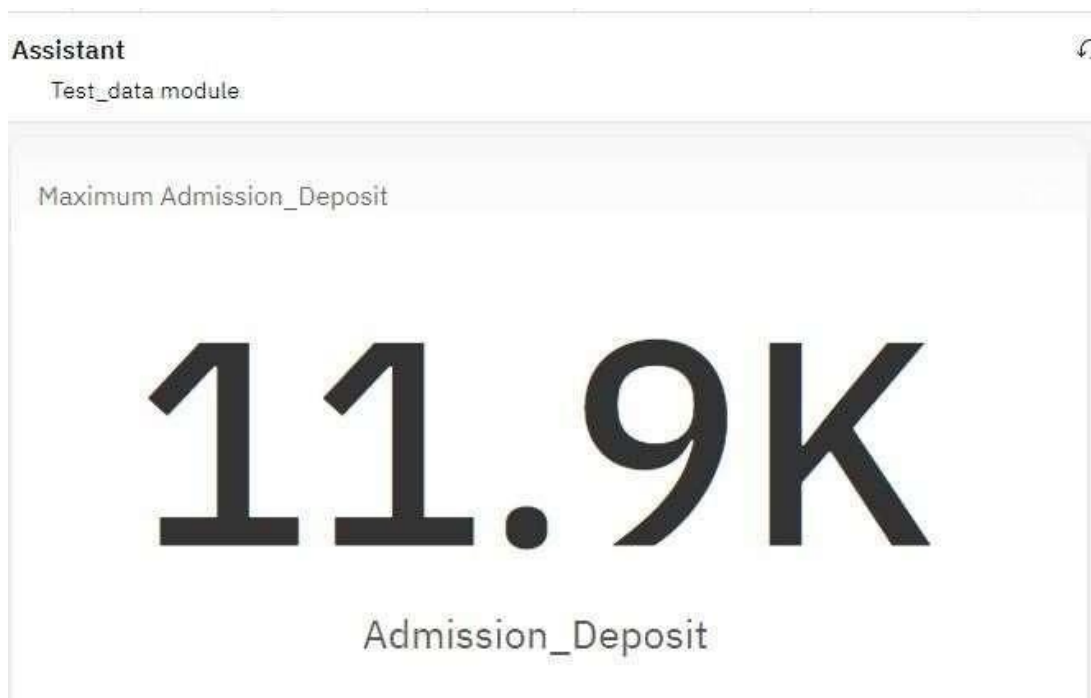 Assistant
Test_data module
Maximum Admission_Deposit
11.9K
Admission_Deposit